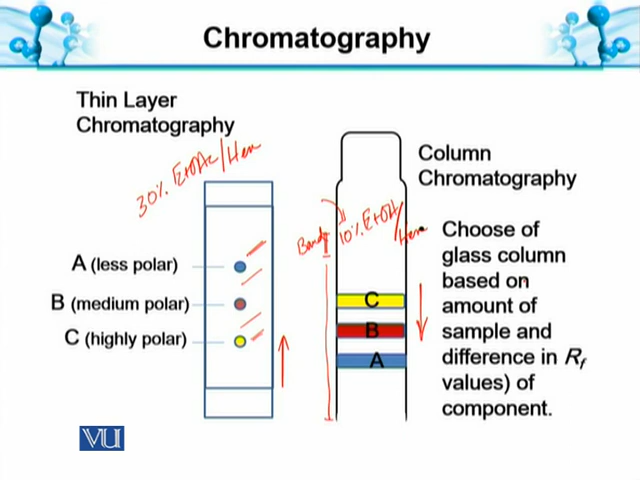 Chromatography
Thin Layer
Chromatography
30% EtOAc/Hex
A (less polar)
B (medium polar)
C (highly polar)
Column
Chromatography
Band
10% EtOH/
Hex
C
B
A
Choose of
glass column
based on
amount of
sample and
difference in Rf
values) of
component.
VU